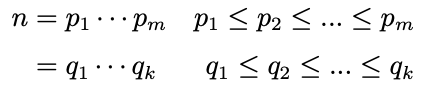 n = p₁ ⋯ pₘ    p₁ ≤ p₂ ≤ ... ≤ pₘ
= q₁ ⋯ qₖ    q₁ ≤ q₂ ≤ ... ≤ qₖ